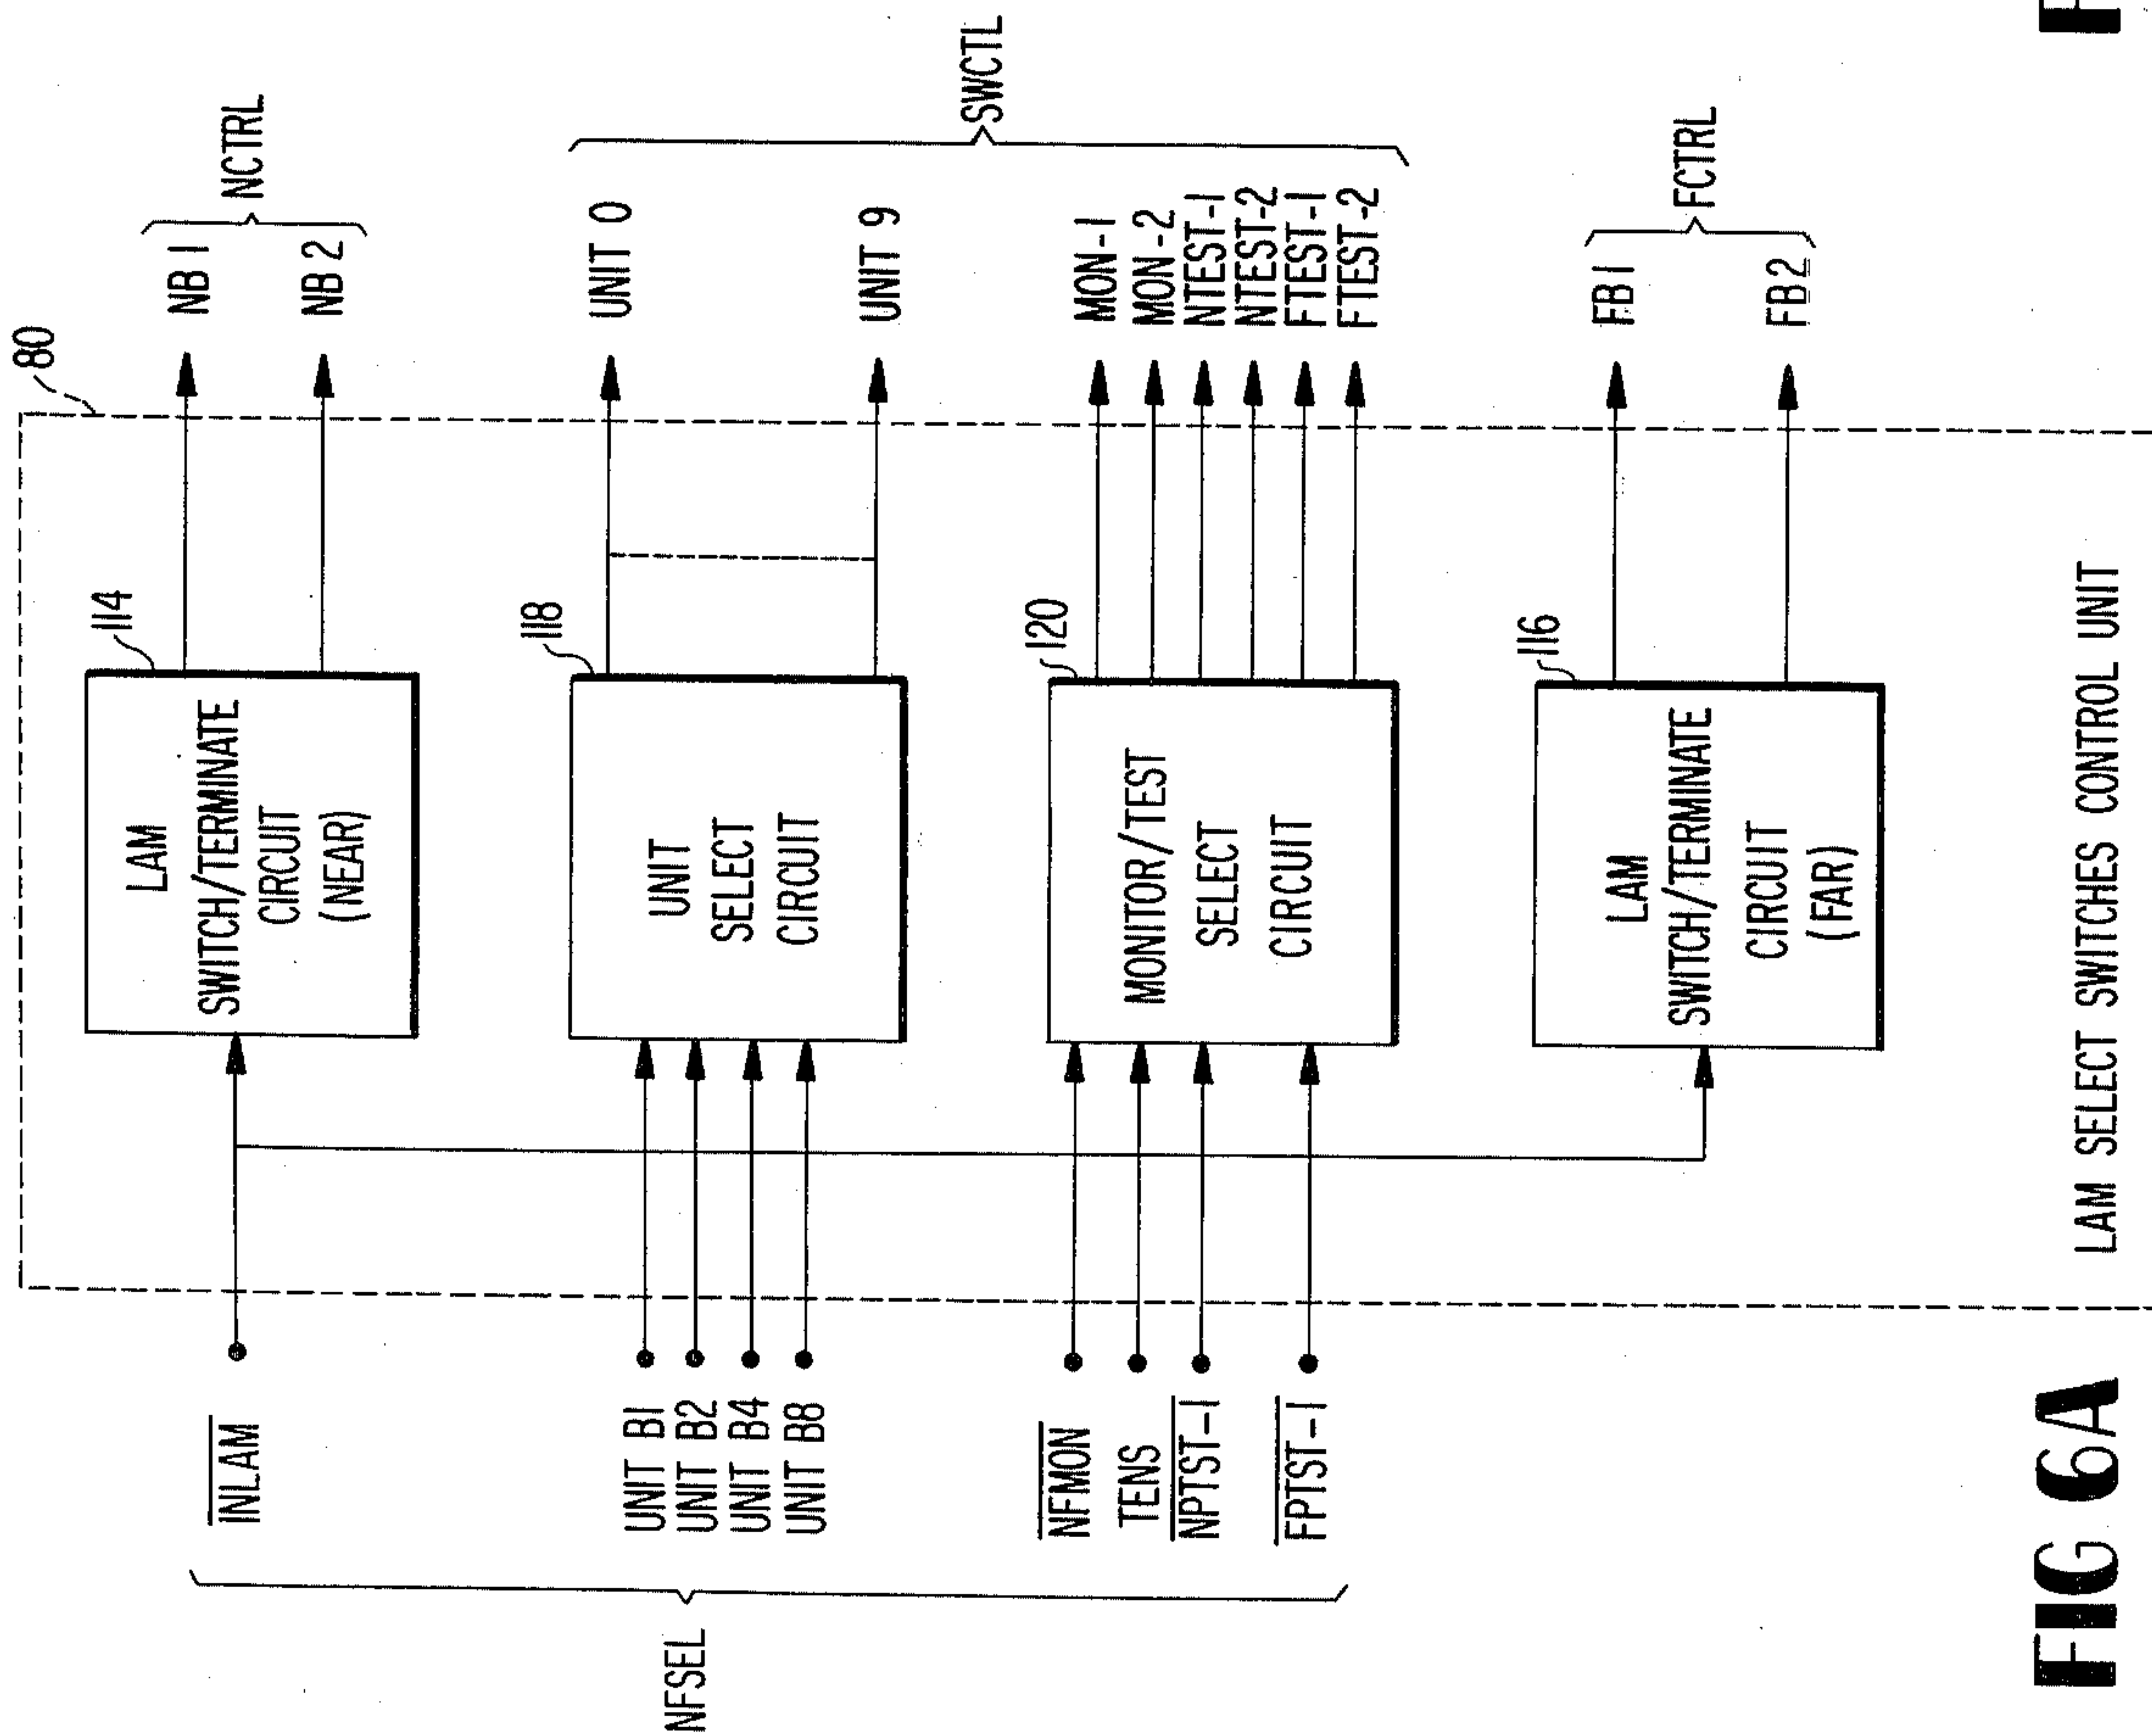 80
NFSEL
INLAM
114
LAM
SWITCH/TERMINATE
CIRCUIT
(NEAR)
NB 1
NB 2
NCTRL
UNIT B1
UNIT B2
UNIT B4
UNIT B8
118
UNIT
SELECT
CIRCUIT
UNIT 0
UNIT 9
SWCTL
NFMON
TENS
NPTST-1
FPTST-1
120
MONITOR/TEST
SELECT
CIRCUIT
MON-1
MON-2
NTEST-1
NTEST-2
FTEST-1
FTEST-2
116
LAM
SWITCH/TERMINATE
CIRCUIT
(FAR)
FB 1
FB 2
FCTRL
LAM SELECT SWITCHES CONTROL UNIT
FIG 6A